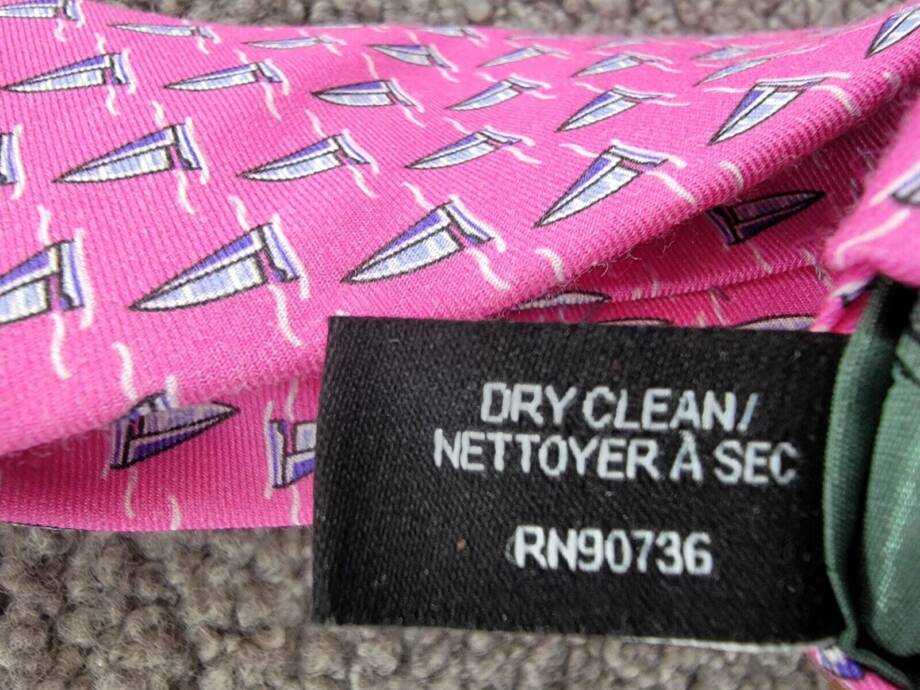 DRY CLEAN/
NETTOYER À SEC
RN90736